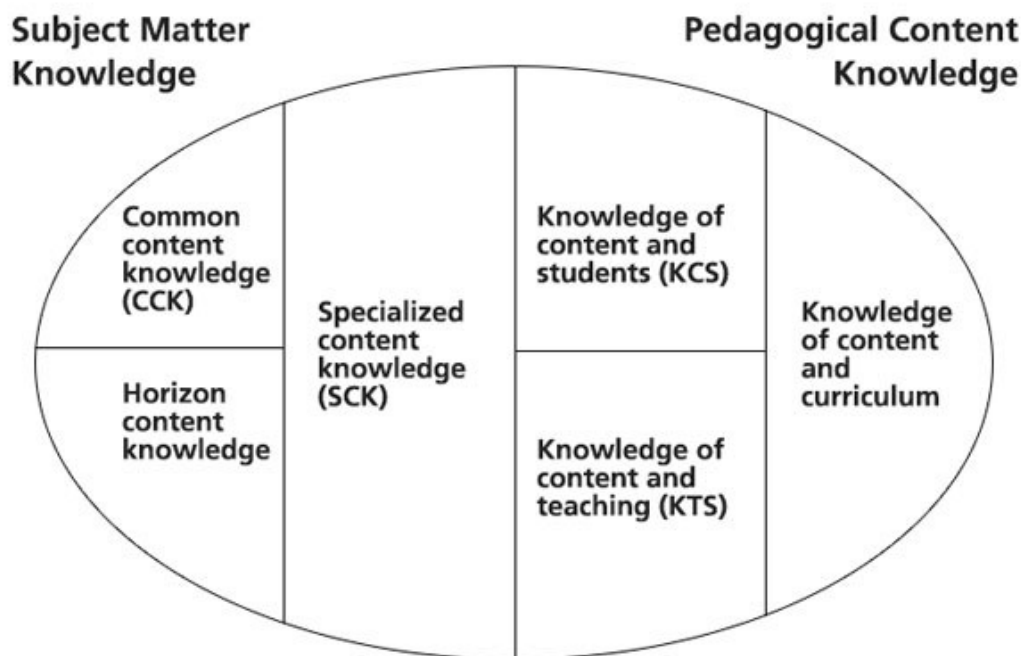 Subject Matter
Knowledge
Pedagogical Content
Knowledge
Common
content
knowledge
(CCK)
Horizon
content
knowledge
Specialized
content
knowledge
(SCK)
Knowledge of
content and
students (KCS)
Knowledge of
content and
teaching (KTS)
Knowledge
of content
and
curriculum